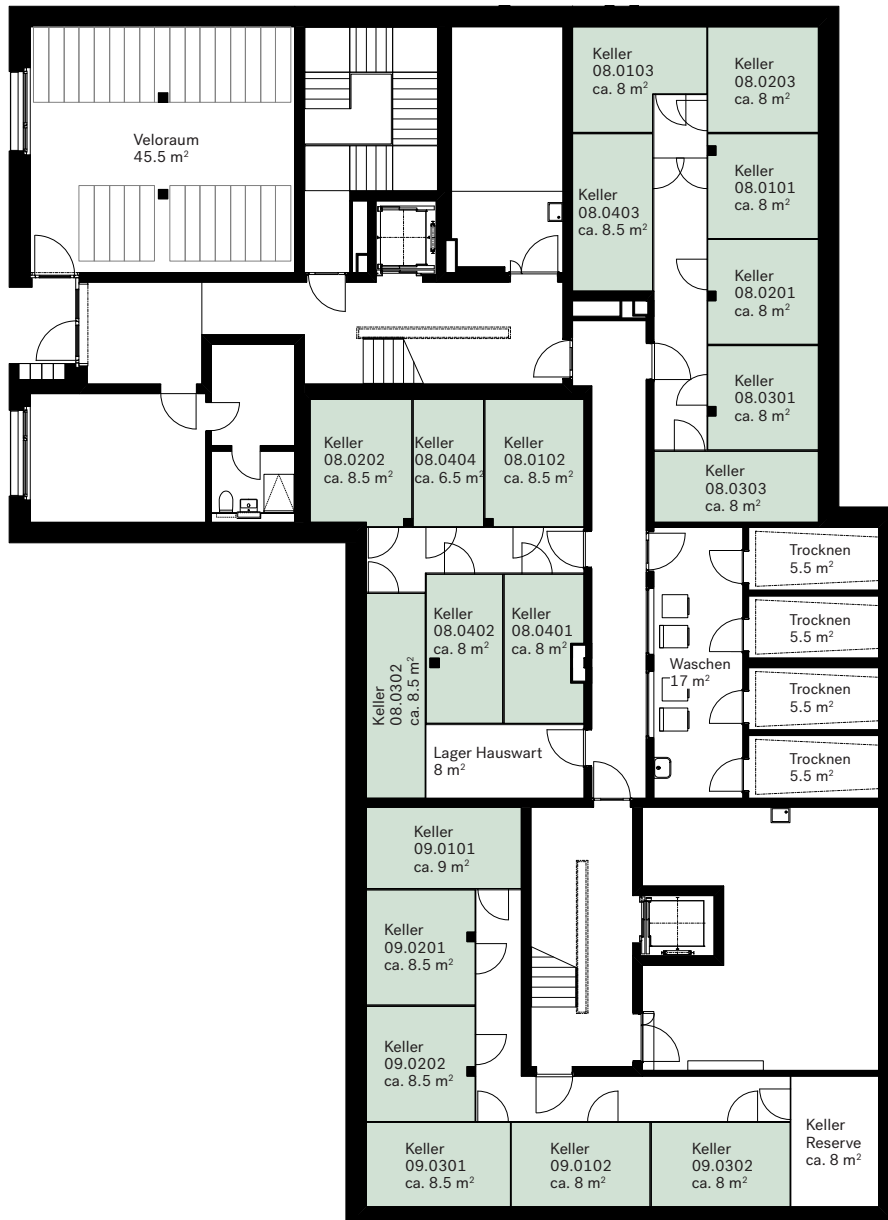 Veloraum
45.5 m²
Keller
08.0103
ca. 8 m²
Keller
08.0203
ca. 8 m²
Keller
08.0403
ca. 8.5 m²
Keller
08.0101
ca. 8 m²
Keller
08.0201
ca. 8 m²
Keller
08.0301
ca. 8 m²
Keller
08.0303
ca. 8 m²
Keller
08.0202
ca. 8.5 m²
Keller
08.0404
ca. 6.5 m²
Keller
08.0102
ca. 8.5 m²
Keller
08.0302
ca. 8.5 m²
Keller
08.0402
ca. 8 m²
Keller
08.0401
ca. 8 m²
Lager Hauswart
8 m²
Waschen
17 m²
Trocknen
5.5 m²
Trocknen
5.5 m²
Trocknen
5.5 m²
Trocknen
5.5 m²
Keller
09.0101
ca. 9 m²
Keller
09.0201
ca. 8.5 m²
Keller
09.0202
ca. 8.5 m²
Keller
09.0301
ca. 8.5 m²
Keller
09.0102
ca. 8 m²
Keller
09.0302
ca. 8 m²
Keller
Reserve
ca. 8 m²